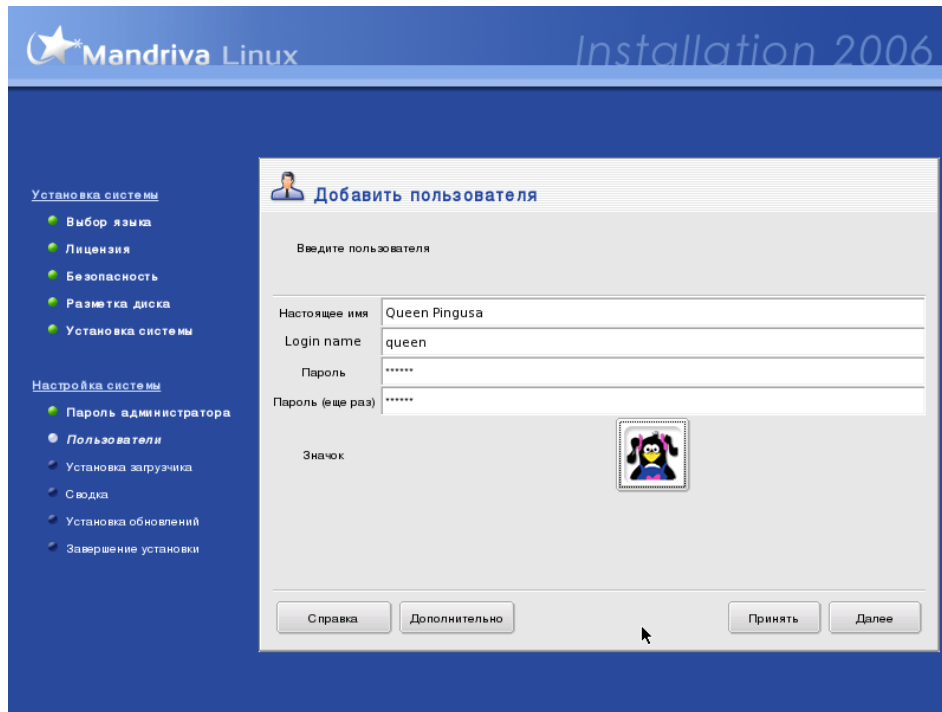 Mandriva Linux
Installation 2006
Установка системы
Выбор языка
Лицензия
Безопасность
Разметка диска
Установка системы
Настройка системы
Пароль администратора
Пользователи
Установка загрузчика
Сводка
Установка обновлений
Завершение установки
Добавить пользователя
Введите пользователя
Настоящее имя Queen Pingusa
Login name queen
Пароль ******
Пароль (еще раз) ******
Значок
Справка Дополнительно Принять Далее